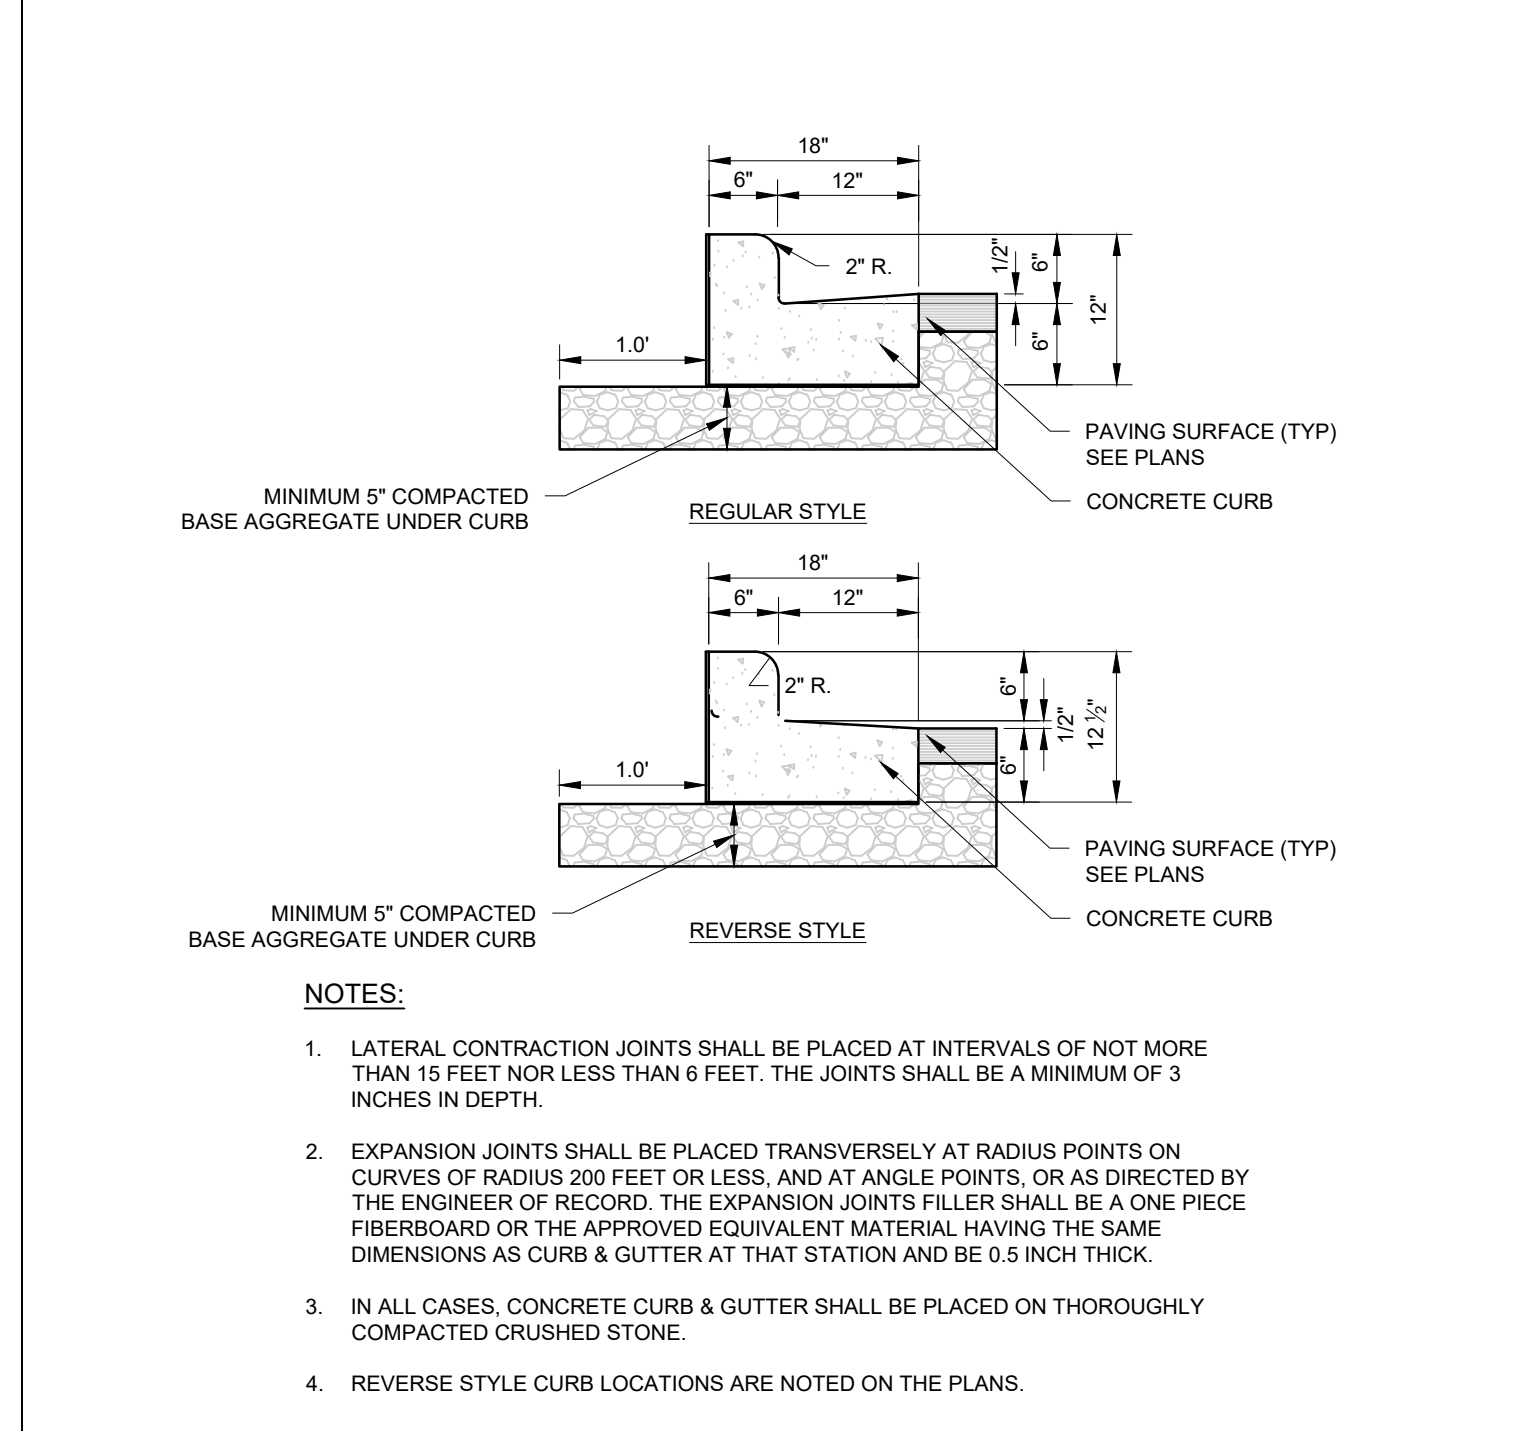 18"
6" 12"
2" R.
1/2"
6"
12"
6"
1.0'
PAVING SURFACE (TYP)
SEE PLANS
CONCRETE CURB
MINIMUM 5" COMPACTED
BASE AGGREGATE UNDER CURB
REGULAR STYLE
18"
6" 12"
2" R.
6"
1/2"
12 ½"
6"
1.0'
PAVING SURFACE (TYP)
SEE PLANS
CONCRETE CURB
MINIMUM 5" COMPACTED
BASE AGGREGATE UNDER CURB
REVERSE STYLE
NOTES:
1. LATERAL CONTRACTION JOINTS SHALL BE PLACED AT INTERVALS OF NOT MORE
THAN 15 FEET NOR LESS THAN 6 FEET. THE JOINTS SHALL BE A MINIMUM OF 3
INCHES IN DEPTH.
2. EXPANSION JOINTS SHALL BE PLACED TRANSVERSELY AT RADIUS POINTS ON
CURVES OF RADIUS 200 FEET OR LESS, AND AT ANGLE POINTS, OR AS DIRECTED BY
THE ENGINEER OF RECORD. THE EXPANSION JOINTS FILLER SHALL BE A ONE PIECE
FIBERBOARD OR THE APPROVED EQUIVALENT MATERIAL HAVING THE SAME
DIMENSIONS AS CURB & GUTTER AT THAT STATION AND BE 0.5 INCH THICK.
3. IN ALL CASES, CONCRETE CURB & GUTTER SHALL BE PLACED ON THOROUGHLY
COMPACTED CRUSHED STONE.
4. REVERSE STYLE CURB LOCATIONS ARE NOTED ON THE PLANS.